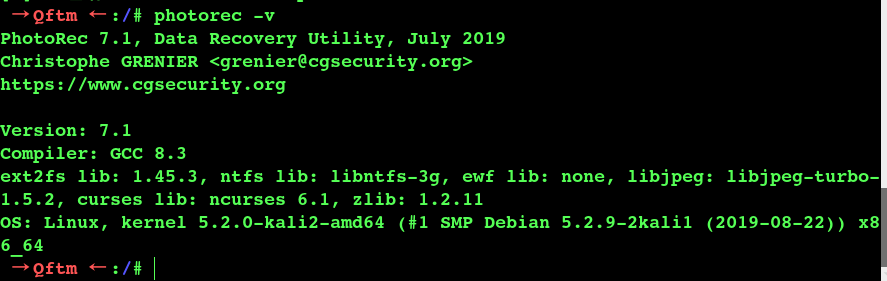 →Qftm ←:/# photorec -v
PhotoRec 7.1, Data Recovery Utility, July 2019
Christophe GRENIER <grenier@cgsecurity.org>
https://www.cgsecurity.org
Version: 7.1
Compiler: GCC 8.3
ext2fs lib: 1.45.3, ntfs lib: libntfs-3g, ewf lib: none, libjpeg: libjpeg-turbo-
1.5.2, curses lib: ncurses 6.1, zlib: 1.2.11
OS: Linux, kernel 5.2.0-kali2-amd64 (#1 SMP Debian 5.2.9-2kali1 (2019-08-22)) x8
6_64
→Qftm ←:/#